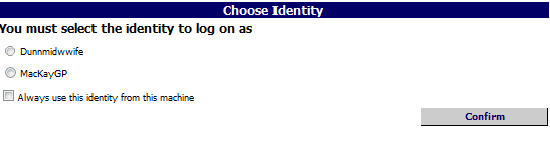 Choose Identity
You must select the identity to log on as
Dunnmidwwife
MacKayGP
Always use this identity from this machine
Confirm